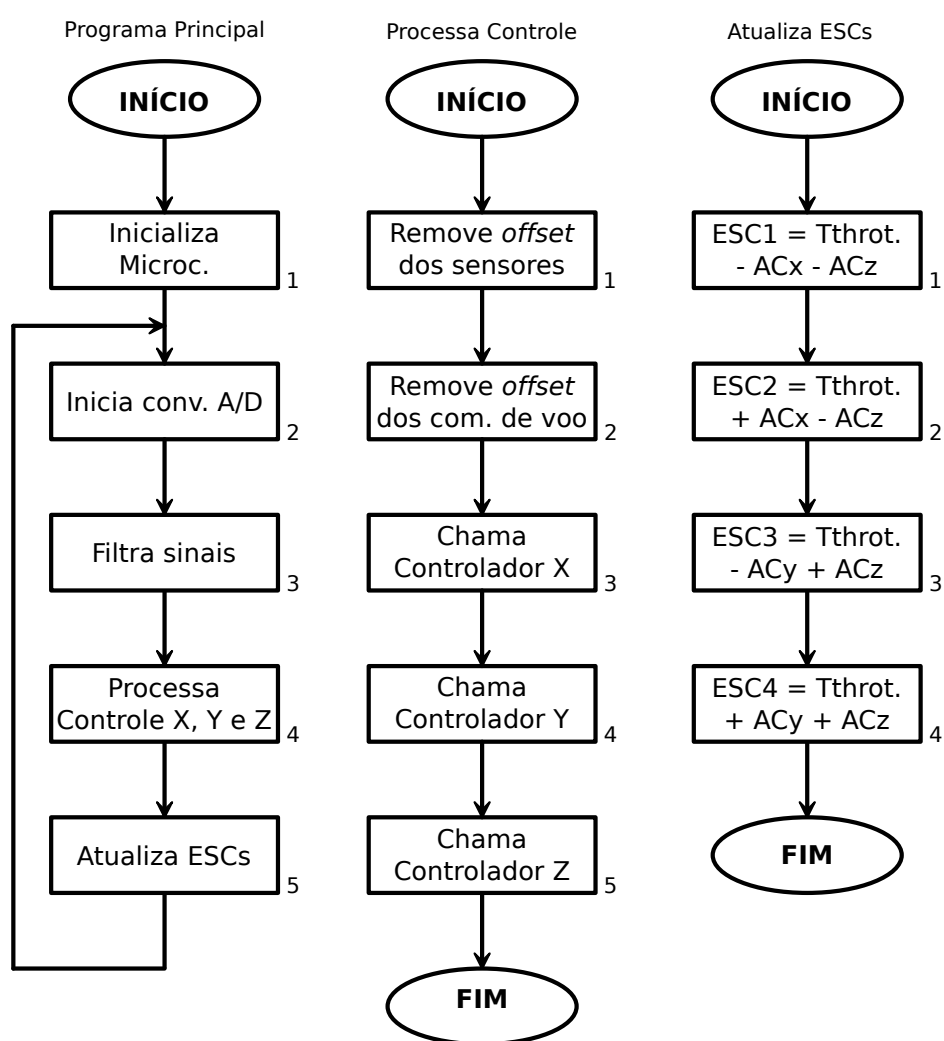 Programa Principal
INÍCIO
Inicializa
Microc.
1
Inicia conv. A/D
2
Filtra sinais
3
Processa
Controle X, Y e Z
4
Atualiza ESCs
5
Processa Controle
INÍCIO
Remove offset
dos sensores
1
Remove offset
dos com. de voo
2
Chama
Controlador X
3
Chama
Controlador Y
4
Chama
Controlador Z
5
FIM
Atualiza ESCs
INÍCIO
ESC1 = Tthrot.
- ACx - ACz
1
ESC2 = Tthrot.
+ ACx - ACz
2
ESC3 = Tthrot.
- ACy + ACz
3
ESC4 = Tthrot.
+ ACy + ACz
4
FIM